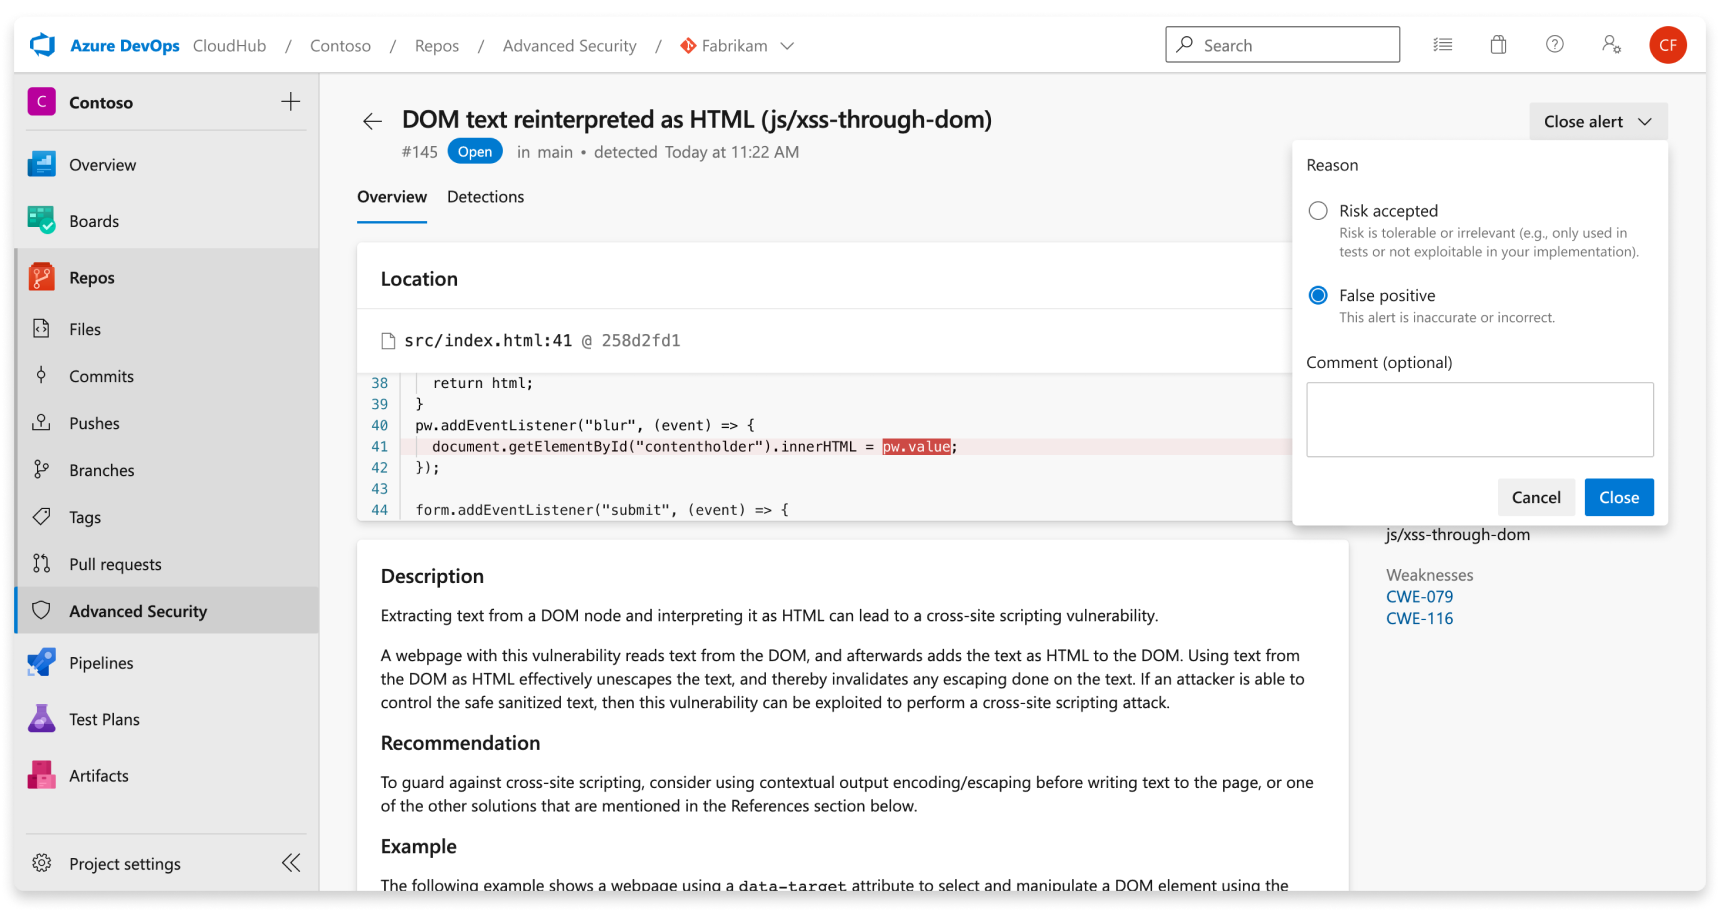 Azure DevOps CloudHub / Contoso / Repos / Advanced Security / Fabrikam
Search
CF
C Contoso
Overview
Boards
Repos
Files
Commits
Pushes
Branches
Tags
Pull requests
Advanced Security
Pipelines
Test Plans
Artifacts
Project settings
DOM text reinterpreted as HTML (js/xss-through-dom)
#145 Open in main • detected Today at 11:22 AM
Overview Detections
Location
src/index.html:41 @ 258d2fd1
38 return html;
39 }
40 pw.addEventListener("blur", (event) => {
41 document.getElementById("contentholder").innerHTML = pw.value;
42 });
43
44 form.addEventListener("submit", (event) => {
Description
Extracting text from a DOM node and interpreting it as HTML can lead to a cross-site scripting vulnerability.
A webpage with this vulnerability reads text from the DOM, and afterwards adds the text as HTML to the DOM. Using text from
the DOM as HTML effectively unescapes the text, and thereby invalidates any escaping done on the text. If an attacker is able to
control the safe sanitized text, then this vulnerability can be exploited to perform a cross-site scripting attack.
Recommendation
To guard against cross-site scripting, consider using contextual output encoding/escaping before writing text to the page, or one
of the other solutions that are mentioned in the References section below.
Example
The following example shows a webpage using a data-target attribute to select and manipulate a DOM element using the
Close alert
Reason
Risk accepted
Risk is tolerable or irrelevant (e.g., only used in
tests or not exploitable in your implementation).
False positive
This alert is inaccurate or incorrect.
Comment (optional)
Cancel Close
js/xss-through-dom
Weaknesses
CWE-079
CWE-116